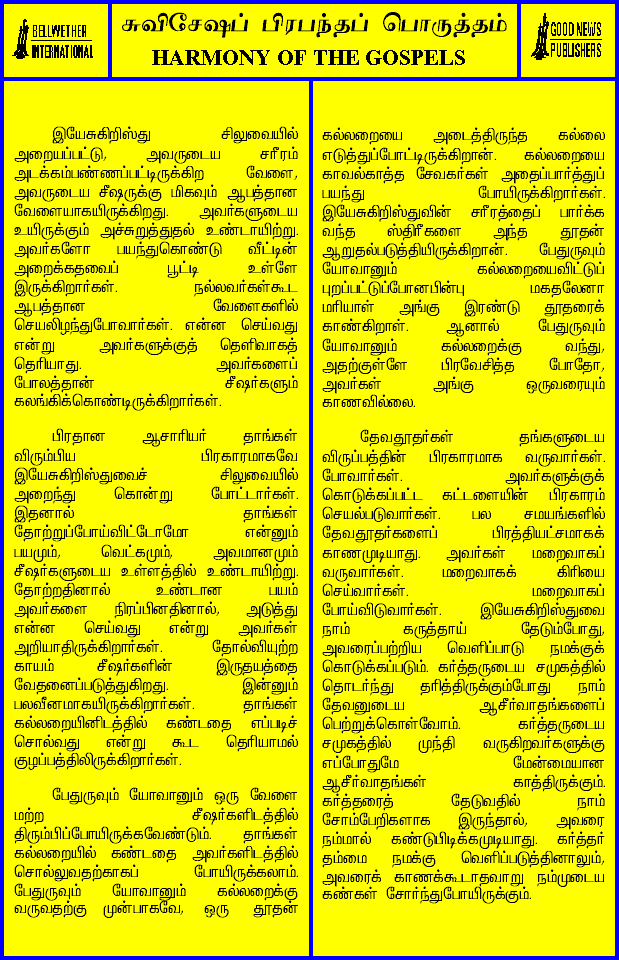 BELLWETHER
INTERNATIONAL
சுவிசேஷப் பிரபந்தப் பொருத்தம்
HARMONY OF THE GOSPELS
GOOD NEWS
PUBLISHERS
இயேசுகிறிஸ்து சிலுவையில்
அறையப்பட்டு, அவருடைய சரீரம்
அடக்கம்பண்ணப்பட்டிருக்கிற வேளை,
அவருடைய சீஷருக்கு மிகவும் ஆபத்தான
வேளையாகயிருக்கிறது. அவர்களுடைய
உயிருக்கும் அச்சுறுத்துதல் உண்டாயிற்று.
அவர்களோ பயந்துகொண்டு வீட்டின்
அறைக்கதவைப் பூட்டி உள்ளே
இருக்கிறார்கள். நல்லவர்கள்கூட
ஆபத்தான வேளைகளில்
செயலிழந்துபோவார்கள். என்ன செய்வது
என்று அவர்களுக்குத் தெளிவாகத்
தெரியாது. அவர்களைப்
போலத்தான் சீஷர்களும்
கலங்கிக்கொண்டிருக்கிறார்கள்.
பிரதான ஆசாரியர் தாங்கள்
விரும்பிய பிரகாரமாகவே
இயேசுகிறிஸ்துவைச் சிலுவையில்
அறைந்து கொன்று போட்டார்கள்.
இதனால் தாங்கள்
தோற்றுப்போய்விட்டோமோ என்னும்
பயமும், வெட்கமும், அவமானமும்
சீஷர்களுடைய உள்ளத்தில் உண்டாயிற்று.
தோற்றதினால் உண்டான பயம்
அவர்களை நிரப்பினதினால், அடுத்து
என்ன செய்வது என்று அவர்கள்
அறியாதிருக்கிறார்கள். தோல்வியுற்ற
காயம் சீஷர்களின் இருதயத்தை
வேதனைப்படுத்துகிறது. இன்னும்
பலவீனமாகயிருக்கிறார்கள். தாங்கள்
கல்லறையினிடத்தில் கண்டதை எப்படிச்
சொல்வது என்று கூட தெரியாமல்
குழப்பத்திலிருக்கிறார்கள்.
பேதுருவும் யோவானும் ஒரு வேளை
மற்ற சீஷர்களிடத்தில்
திரும்பிப்போயிருக்கவேண்டும். தாங்கள்
கல்லறையில் கண்டதை அவர்களிடத்தில்
சொல்லுவதற்காகப் போயிருக்கலாம்.
பேதுருவும் யோவானும் கல்லறைக்கு
வருவதற்கு முன்பாகவே, ஒரு தூதன்
கல்லறையை அடைத்திருந்த கல்லை
எடுத்துப்போட்டிருக்கிறான். கல்லறையை
காவல்காத்த சேவகர்கள் அதைப்பார்த்துப்
பயந்து போயிருக்கிறார்கள்.
இயேசுகிறிஸ்துவின் சரீரத்தைப் பார்க்க
வந்த ஸ்திரீகளை அந்த தூதன்
ஆறுதல்படுத்தியிருக்கிறான். பேதுருவும்
யோவானும் கல்லறையைவிட்டுப்
புறப்பட்டுப்போனபின்பு மகதலேனா
மரியாள் அங்கு இரண்டு தூதரைக்
காண்கிறாள். ஆனால் பேதுருவும்
யோவானும் கல்லறைக்கு வந்து,
அதற்குள்ளே பிரவேசித்த போதோ,
அவர்கள் அங்கு ஒருவரையும்
காணவில்லை.
தேவதூதர்கள் தங்களுடைய
விருப்பத்தின் பிரகாரமாக வருவார்கள்.
போவார்கள். அவர்களுக்குக்
கொடுக்கப்பட்ட கட்டளையின் பிரகாரம்
செயல்படுவார்கள். பல சமயங்களில்
தேவதூதர்களைப் பிரத்தியட்சமாகக்
காணமுடியாது. அவர்கள் மறைவாகப்
வருவார்கள். மறைவாகக் கிரியை
செய்வார்கள். மறைவாகப்
போய்விடுவார்கள். இயேசுகிறிஸ்துவை
நாம் கருத்தாய் தேடும்போது,
அவரைப்பற்றிய வெளிப்பாடு நமக்குக்
கொடுக்கப்படும். கர்த்தருடைய சமுகத்தில்
தொடர்ந்து தரித்திருக்கும்போது நாம்
தேவனுடைய ஆசீர்வாதங்களைப்
பெற்றுக்கொள்வோம். கர்த்தருடைய
சமுகத்தில் முந்தி வருகிறவர்களுக்கு
எப்போதுமே மேன்மையான
ஆசீர்வாதங்கள் காத்திருக்கும்.
கர்த்தரைத் தேடுவதில் நாம்
சோம்பேறிகளாக இருந்தால், அவரை
நம்மால் கண்டுபிடிக்கமுடியாது. கர்த்தர்
தம்மை நமக்கு வெளிப்படுத்தினாலும்,
அவரைக் காணக்கூடாதவாறு நம்முடைய
கண்கள் சோர்ந்துபோயிருக்கும்.